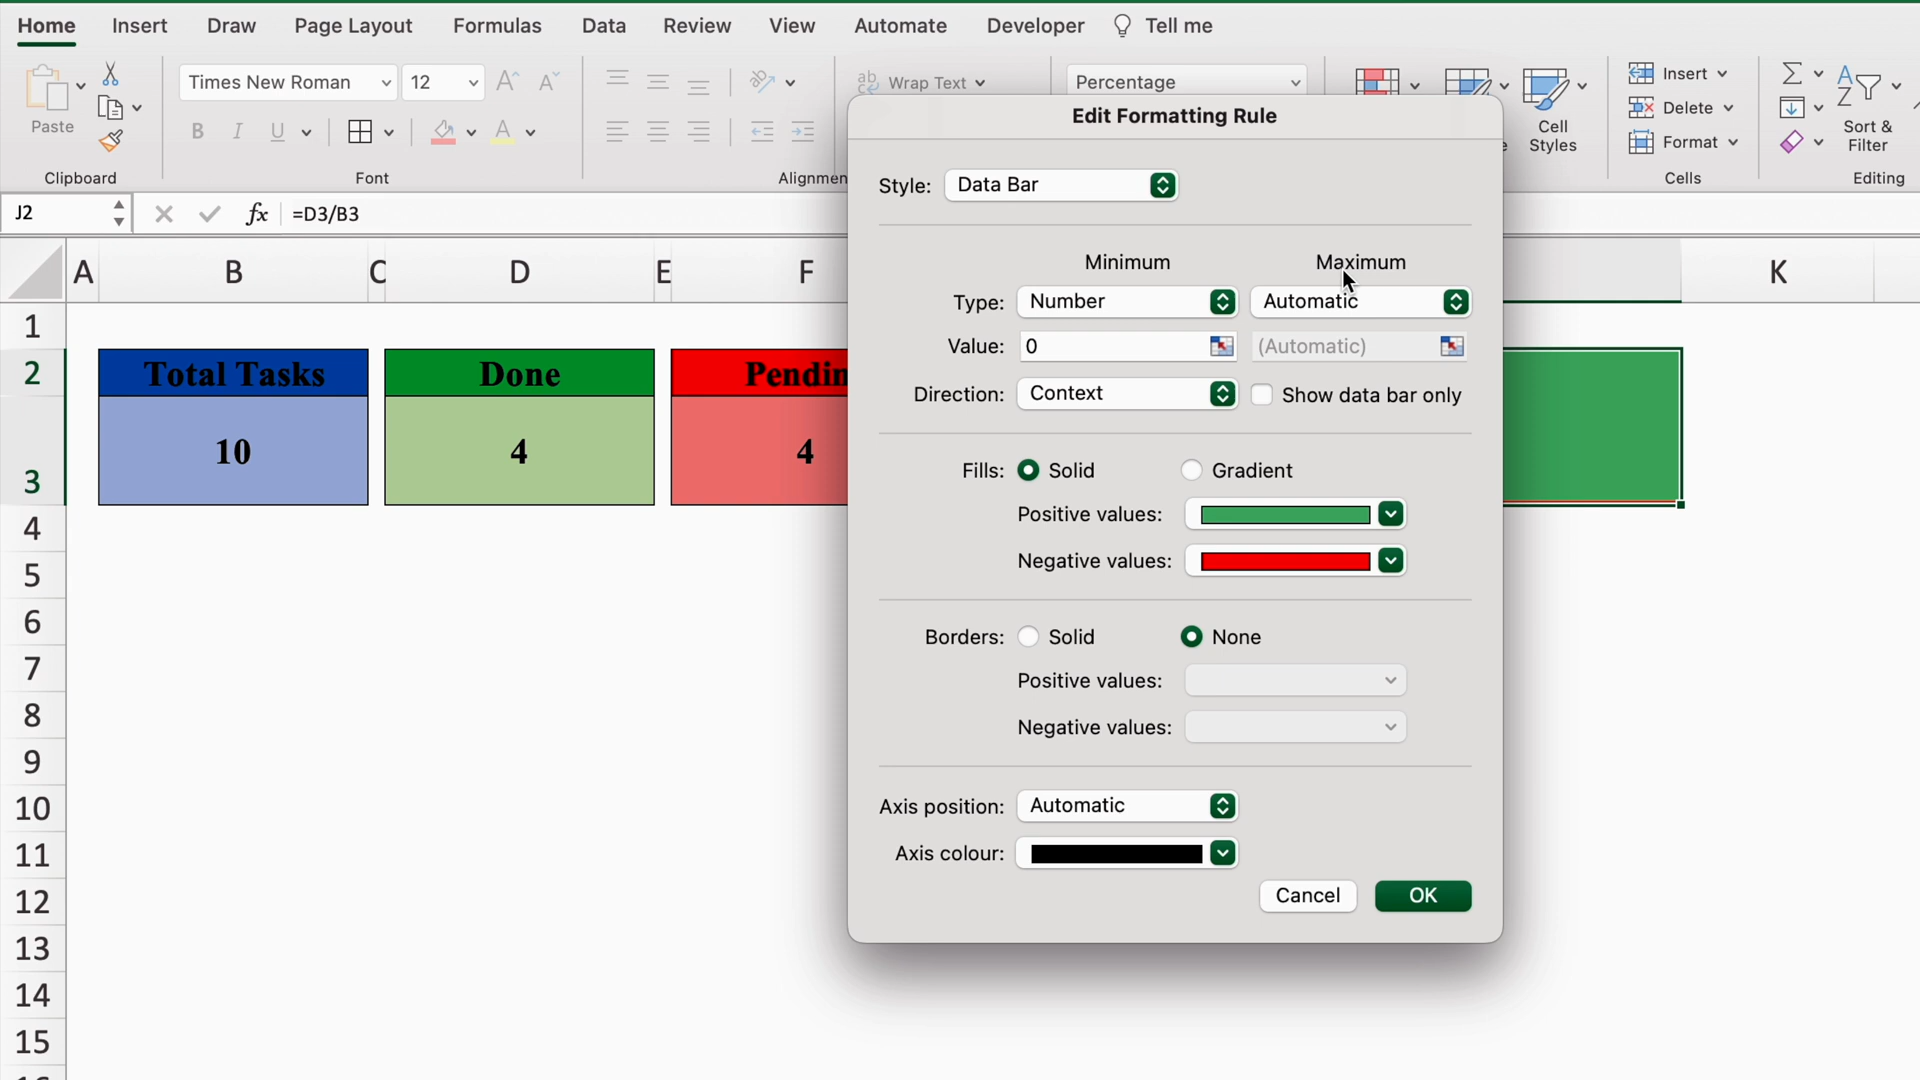 Home Insert Draw Page Layout Formulas Data Review View Automate Developer Tell me
Paste
Clipboard
Times New Roman 12
B I U A
Font
ab Wrap Text
Alignmen
Percentage
Cell
Styles
Insert
Delete
Format
Cells
Sort &
Filter
Editing
J2 fx =D3/B3
A B C D E F K
1
2 Total Tasks Done Pendin
3 10 4 4
4
5
6
7
8
9
10
11
12
13
14
15
Edit Formatting Rule
Style: Data Bar
Minimum Maximum
Type: Number Automatic
Value: 0 (Automatic)
Direction: Context Show data bar only
Fills: Solid Gradient
Positive values:
Negative values:
Borders: Solid None
Positive values:
Negative values:
Axis position: Automatic
Axis colour:
Cancel OK